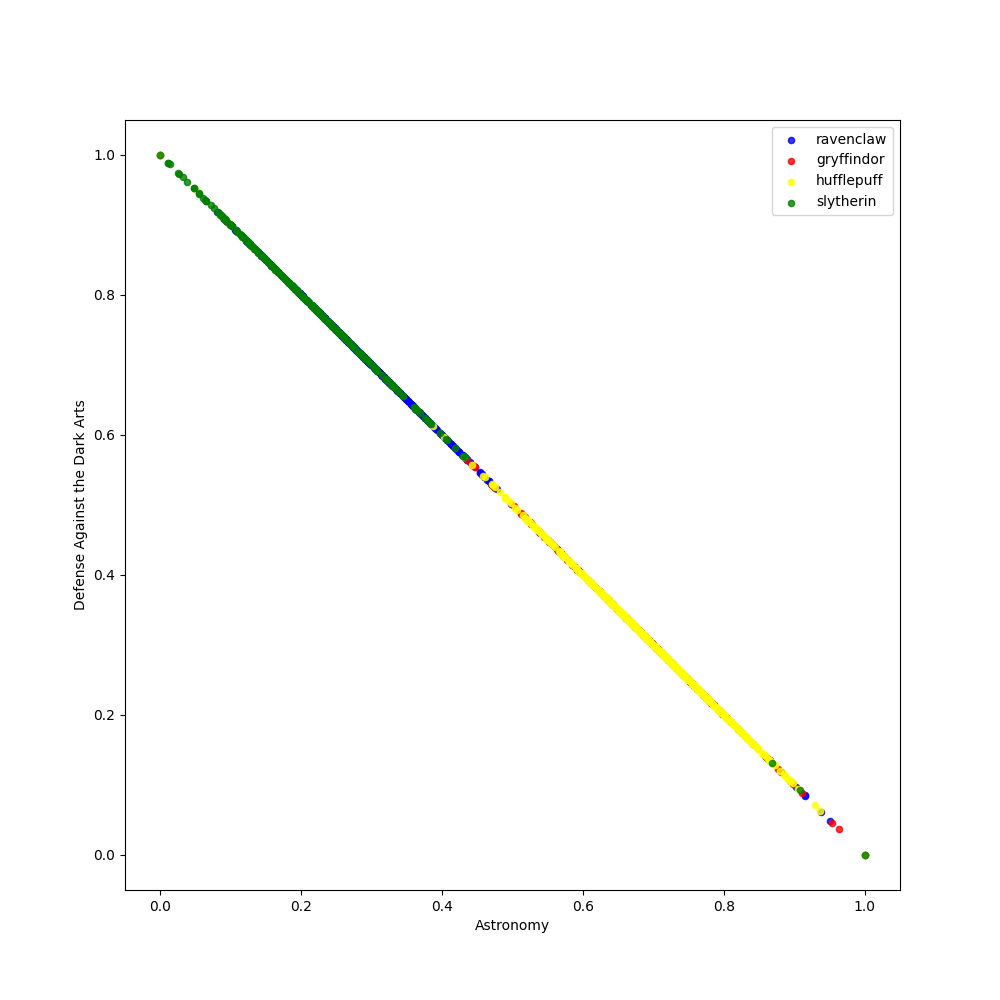 ravenclaw
gryffindor
hufflepuff
slytherin
1.0
0.8
0.6
0.4
0.2
0.0
Defense Against the Dark Arts
0.0 0.2 0.4 0.6 0.8 1.0
Astronomy